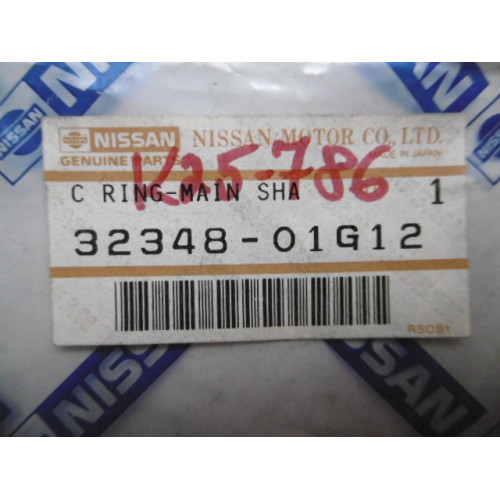 NISSAN NISSAN MOTOR CO., LTD.
GENUINE PARTS MADE IN JAPAN
K25-786
C RING-MAIN SHA 1
32348-01G12
RSOB1
NISSAN
NISSAN
NISSAN